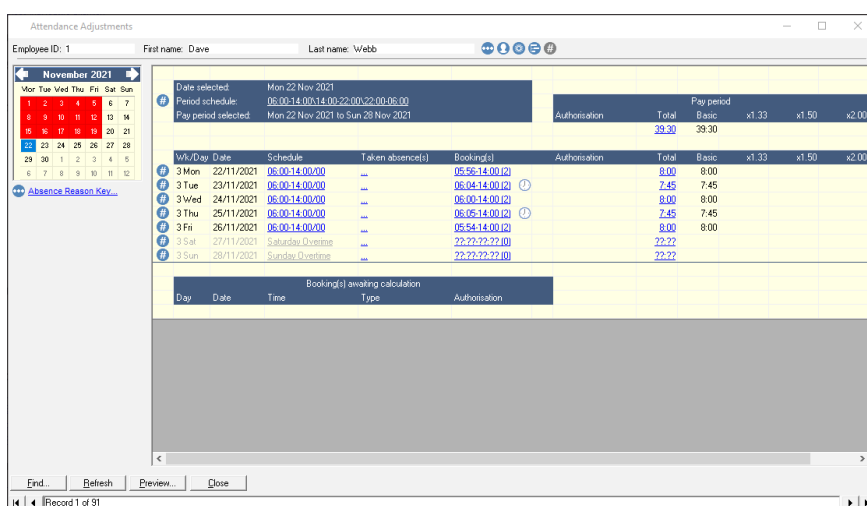 Attendance Adjustments
Employee ID: 1 First name: Dave Last name: Webb
November 2021
Mor Tue Wed Thu Fri Sat Sun
1 2 3 4 5 6 7
8 9 10 11 12 13 14
15 16 17 18 19 20 21
22 23 24 25 26 27 28
29 30 1 2 3 4 5
6 7 8 9 10 11 12
Absence Reason Key...
Date selected: Mon 22 Nov 2021
Period schedule: 06:00-14:00\14:00-22:00\22:00-06:00
Pay period selected: Mon 22 Nov 2021 to Sun 28 Nov 2021
Pay period
Authorisation Total Basic x1.33 x1.50 x2.00
39:30 39:30
Wk/Day Date Schedule Taken absence(s) Booking(s) Authorisation Total Basic x1.33 x1.50 x2.00
3 Mon 22/11/2021 06:00-14:00/00 ... 05:56-14:00 (2) 8:00 8:00
3 Tue 23/11/2021 06:00-14:00/00 ... 06:04-14:00 (2) 7:45 7:45
3 Wed 24/11/2021 06:00-14:00/00 ... 06:00-14:00 (2) 8:00 8:00
3 Thu 25/11/2021 06:00-14:00/00 ... 06:05-14:00 (2) 7:45 7:45
3 Fri 26/11/2021 06:00-14:00/00 ... 05:54-14:00 (2) 8:00 8:00
3 Sat 27/11/2021 Saturday Overime ... ??:??-??:?? (0) ??:??
3 Sun 28/11/2021 Sunday Overtime ... ??:??-??:?? (0) ??:??
Booking(s) awaiting calculation
Day Date Time Type Authorisation
Find... Refresh Preview... Close
Record 1 of 91